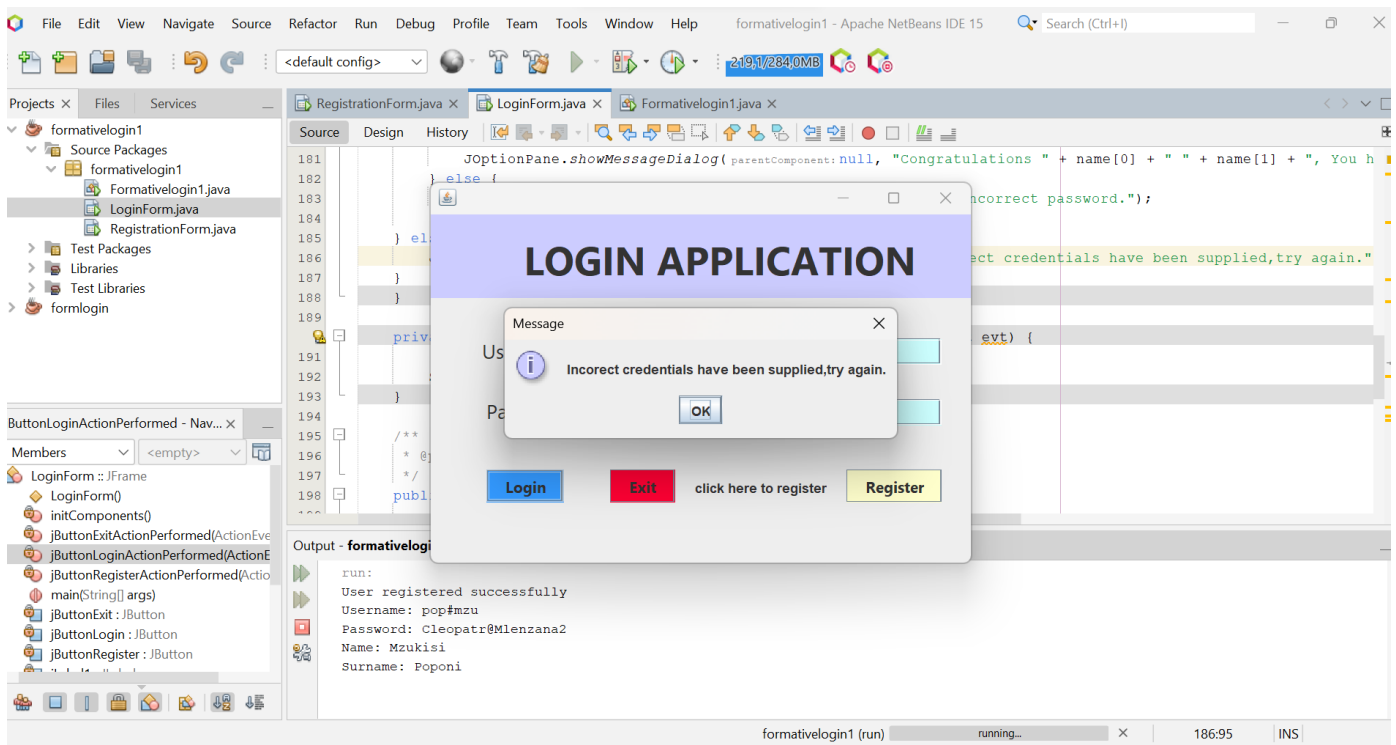 File Edit View Navigate Source Refactor Run Debug Profile Team Tools Window Help formativelogin1 - Apache NetBeans IDE 15 Search (Ctrl+I)
<default config> 219,1/284,0MB
Projects Files Services
RegistrationForm.java LoginForm.java Formativelogin1.java
formativelogin1
Source Packages
formativelogin1
Formativelogin1.java
LoginForm.java
RegistrationForm.java
Test Packages
Libraries
Test Libraries
formlogin
Source Design History
181 JOptionPane.showMessageDialog( parentComponent: null, "Congratulations " + name[0] + " " + name[1] + ", You h
182 } else {
183 ncorrect password.");
184
185 } el
186 ect credentials have been supplied,try again."
187 }
188 }
189
priv evt) {
191
192
193 }
194
195 /**
196 * @
197 */
198 publ
LOGIN APPLICATION
Us
Pa
Message
Incorect credentials have been supplied,try again.
OK
Login Exit click here to register Register
ButtonLoginActionPerformed - Nav...
Members <empty>
LoginForm :: JFrame
LoginForm()
initComponents()
jButtonExitActionPerformed(ActionEve
jButtonLoginActionPerformed(ActionE
jButtonRegisterActionPerformed(Actio
main(String[] args)
jButtonExit : JButton
jButtonLogin : JButton
jButtonRegister : JButton
Output - formativelogi
run:
User registered successfully
Username: pop#mzu
Password: Cleopatr@Mlenzana2
Name: Mzukisi
Surname: Poponi
formativelogin1 (run) running... 186:95 INS